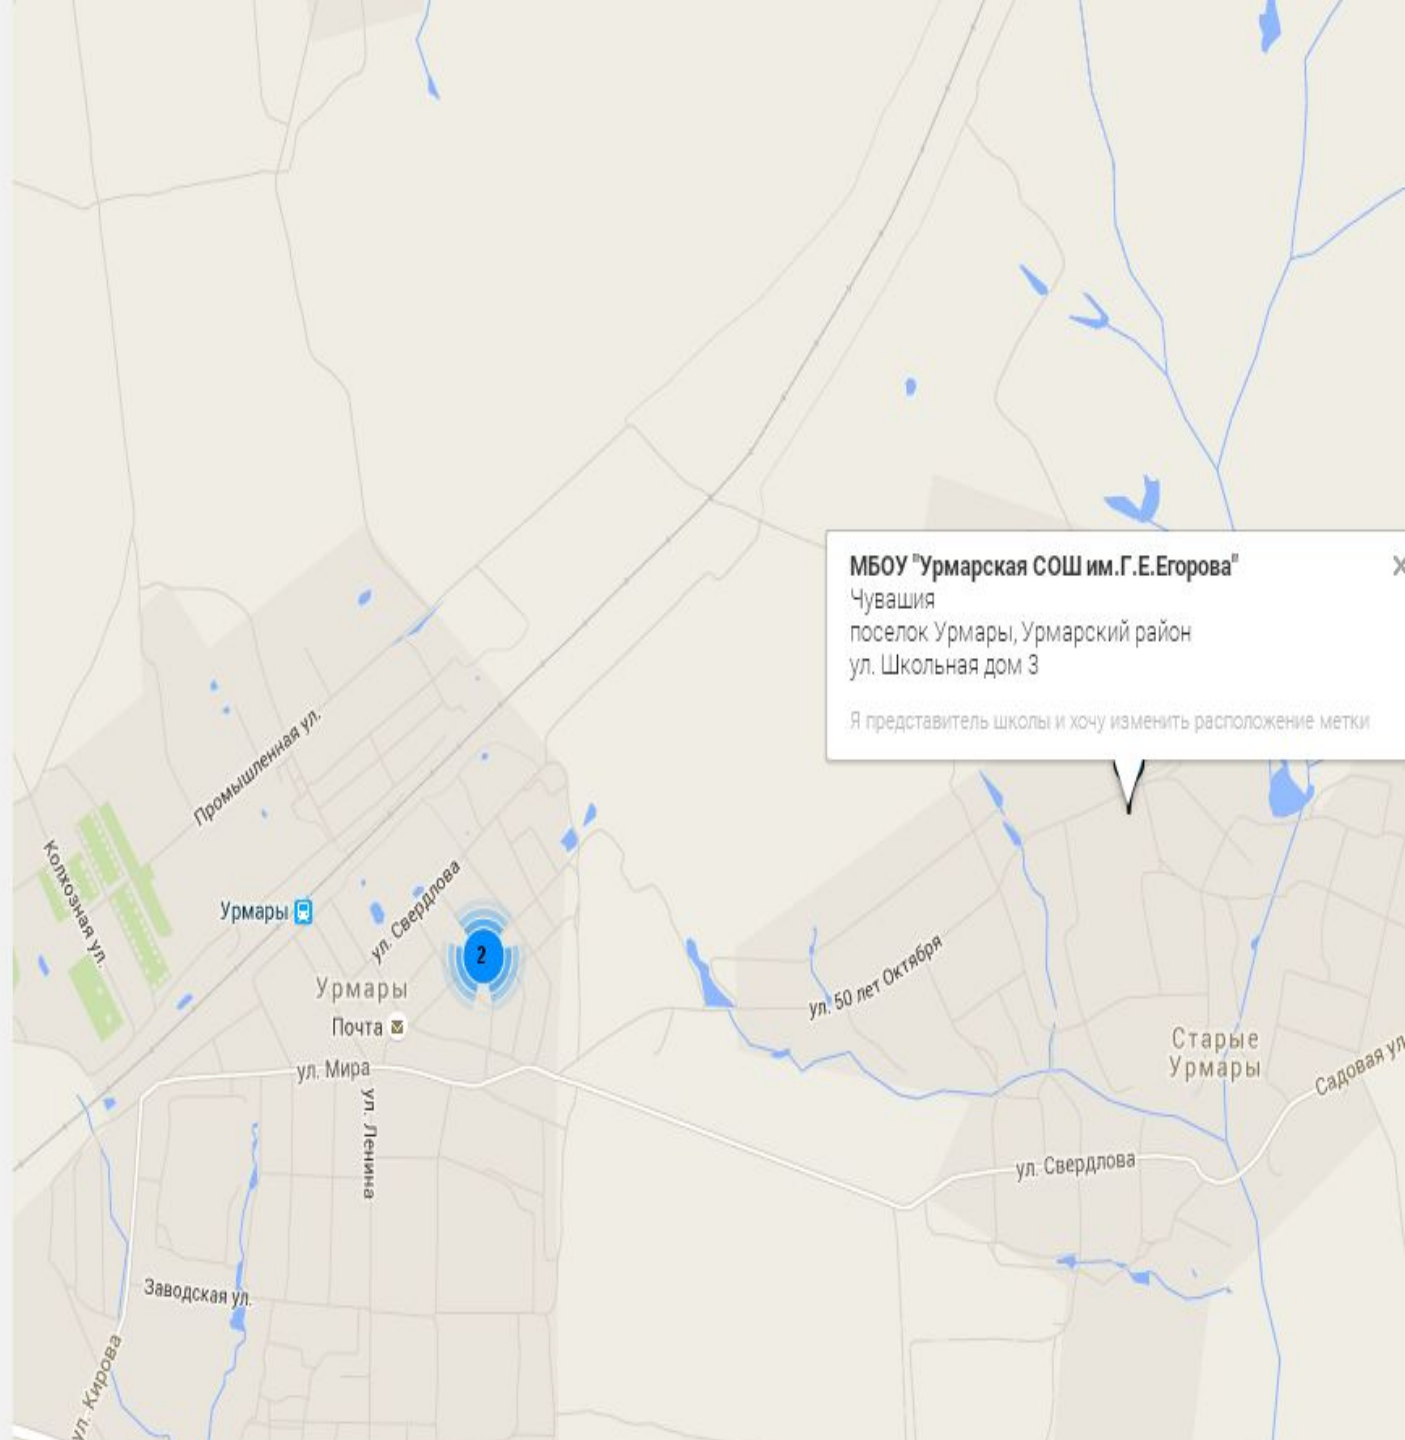 МБОУ "Урмарская СОШ им.Г.Е.Егорова"
Чувашия
поселок Урмары, Урмарский район
ул. Школьная дом 3
Я представитель школы и хочу изменить расположение метки
Промышленная ул.
Колхозная ул.
ул. Свердлова
Урмары
2
Урмары
Почта
ул. 50 лет Октября
Старые
Урмары
Садовая ул
ул. Мира
ул. Ленина
ул. Свердлова
Заводская ул.
ул. Кирова